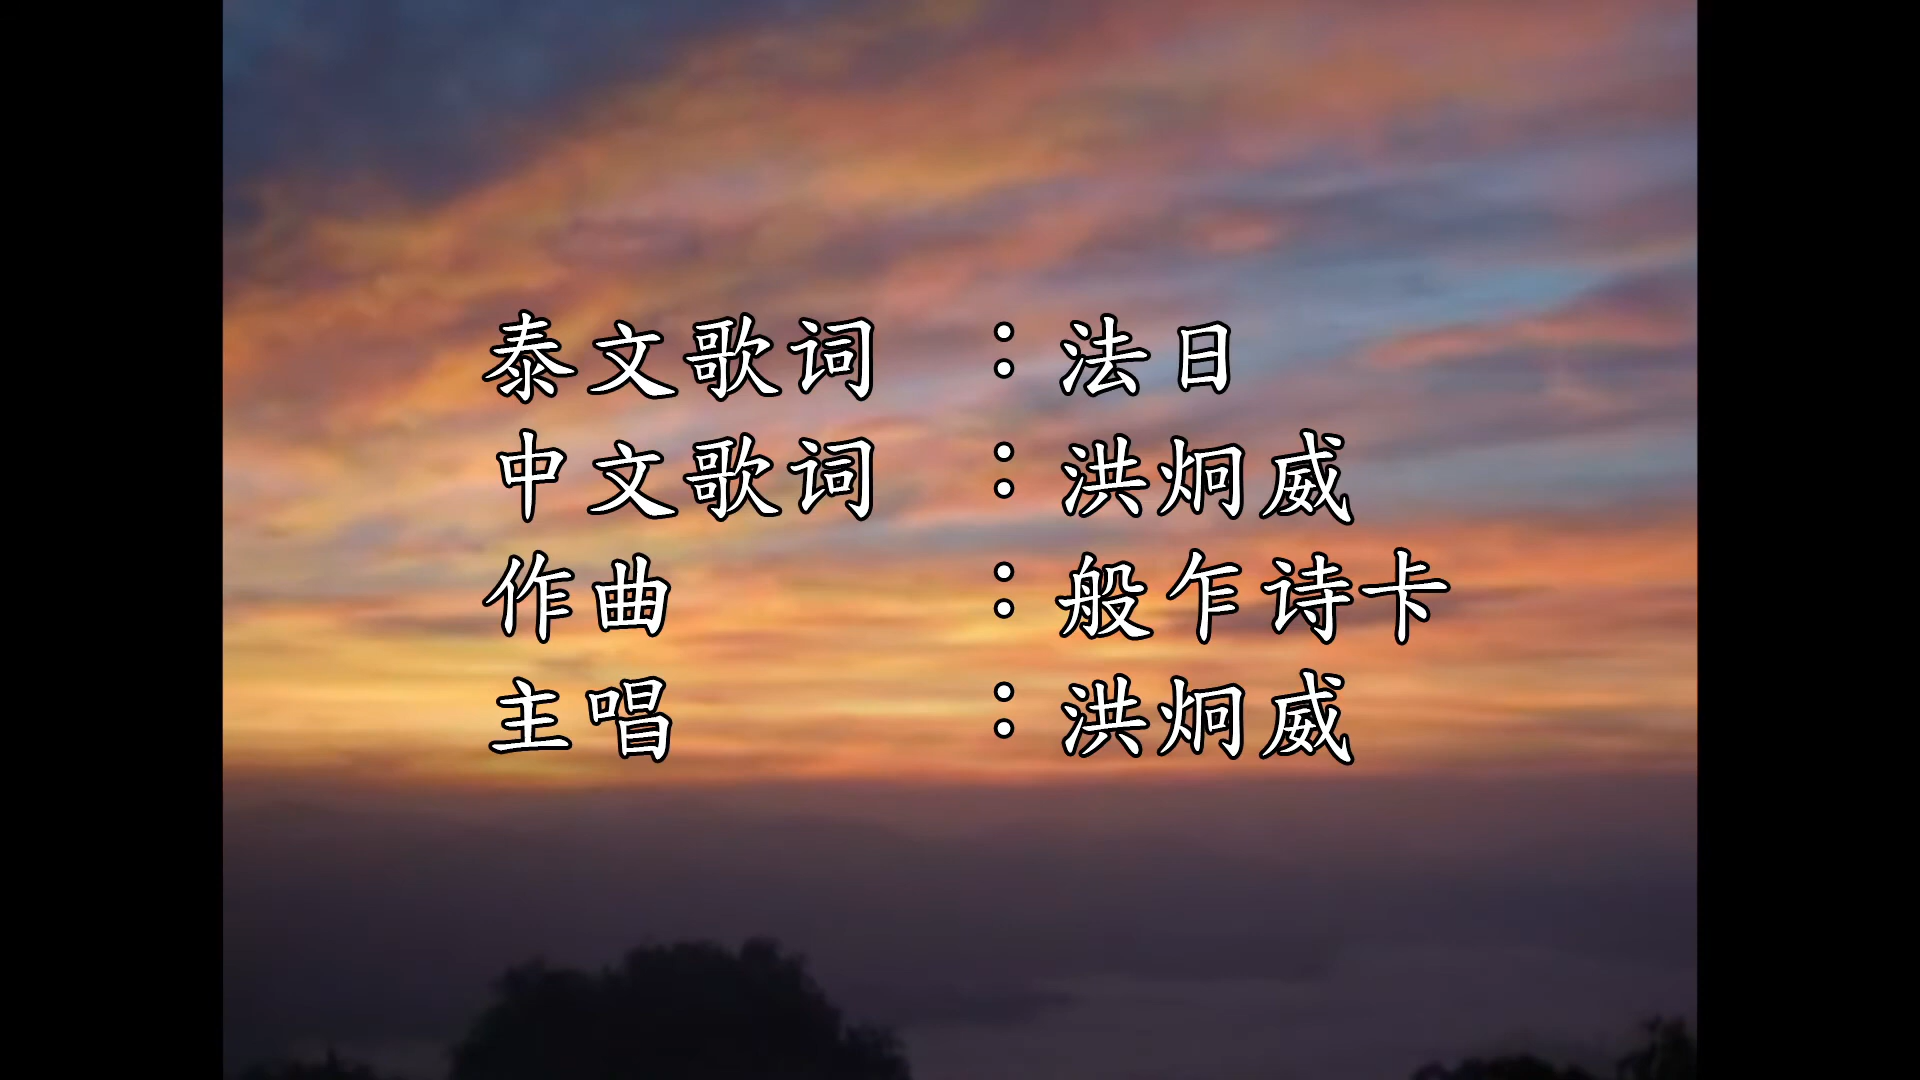 泰文歌词 ：法日
中文歌词 ：洪炯威
作曲 ：般乍诗卡
主唱 ：洪炯威